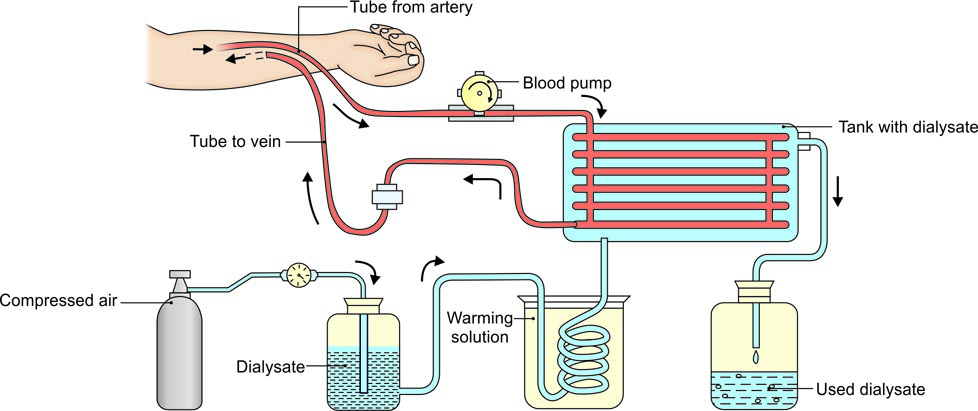 Tube from artery
Blood pump
Tank with dialysate
Tube to vein
Compressed air
Warming
solution
Dialysate
Used dialysate